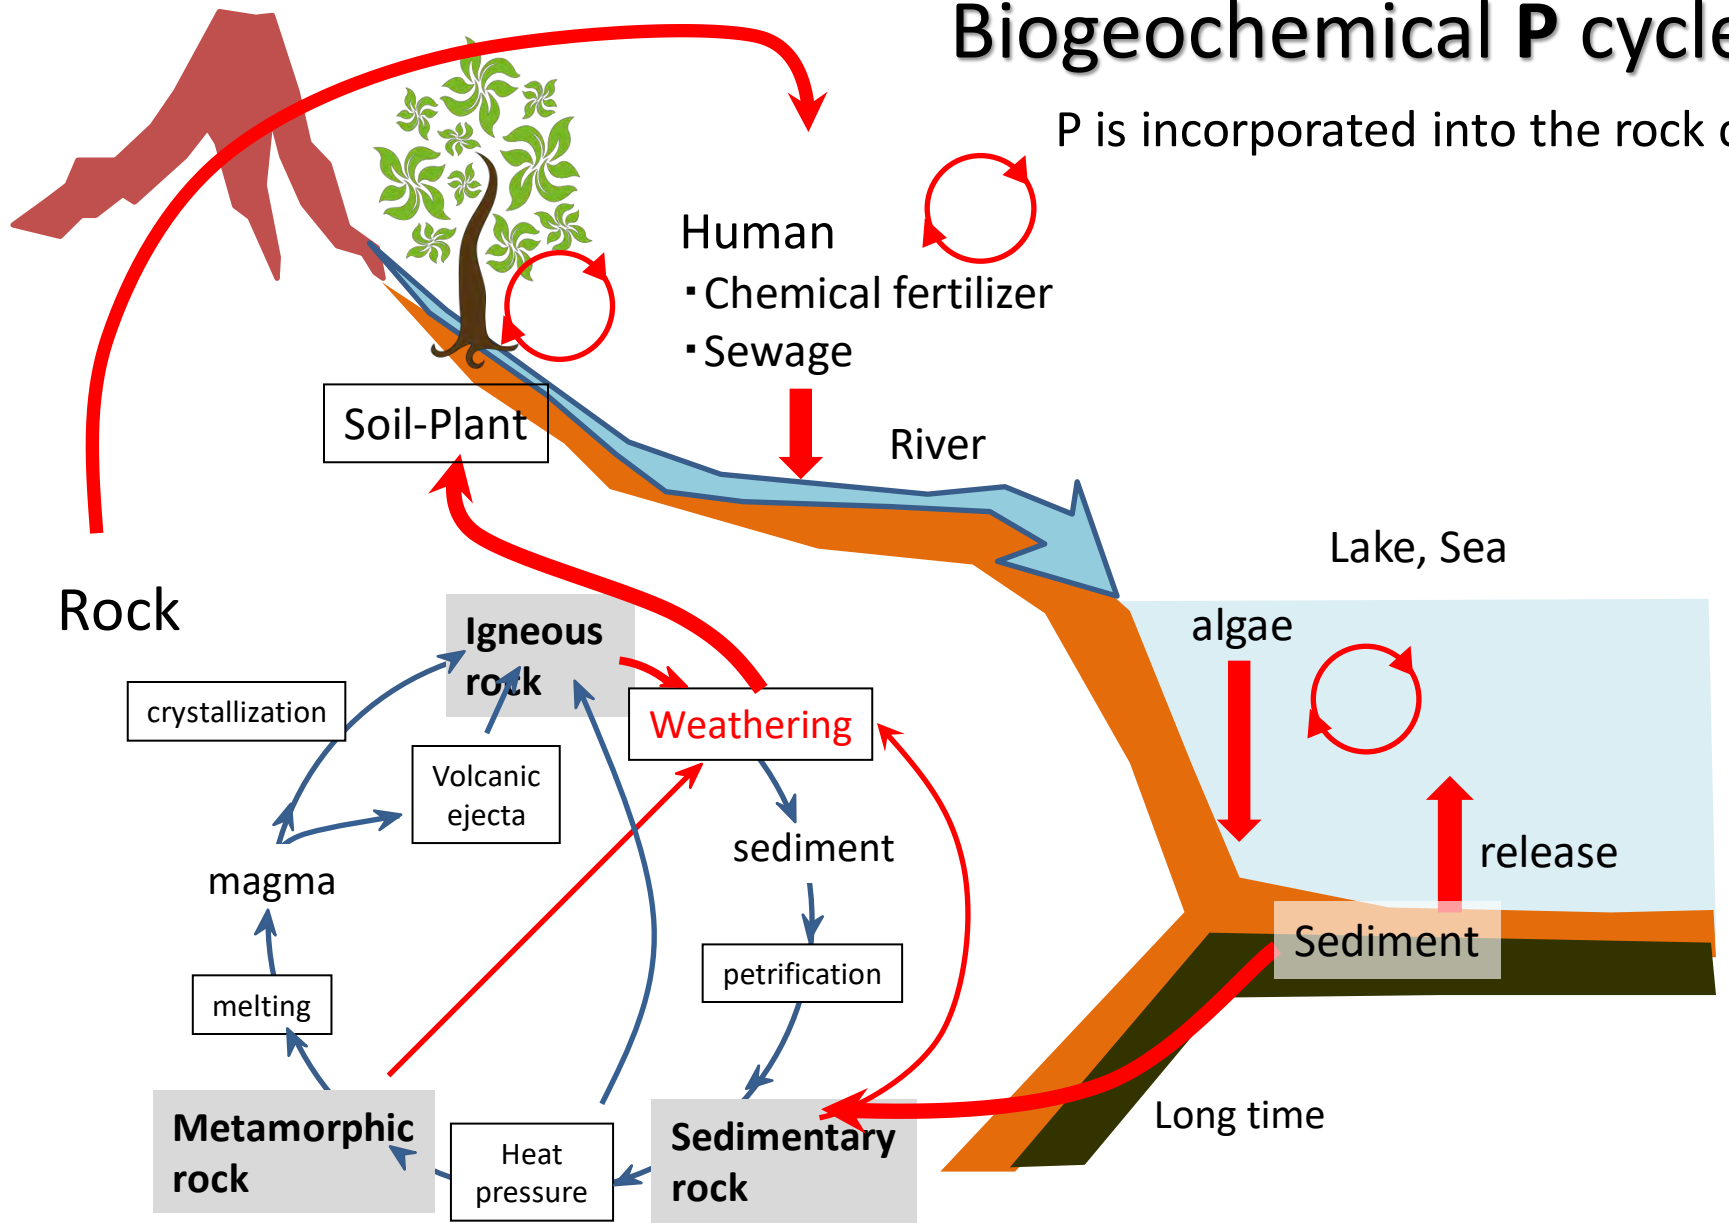 Biogeochemical P cycle
P is incorporated into the rock
Human
・Chemical fertilizer
・Sewage
Soil-Plant
River
Lake, Sea
Rock
Igneous
rock
algae
crystallization
Weathering
Volcanic
ejecta
sediment
release
magma
Sediment
petrification
melting
Long time
Metamorphic
rock
Heat
pressure
Sedimentary
rock